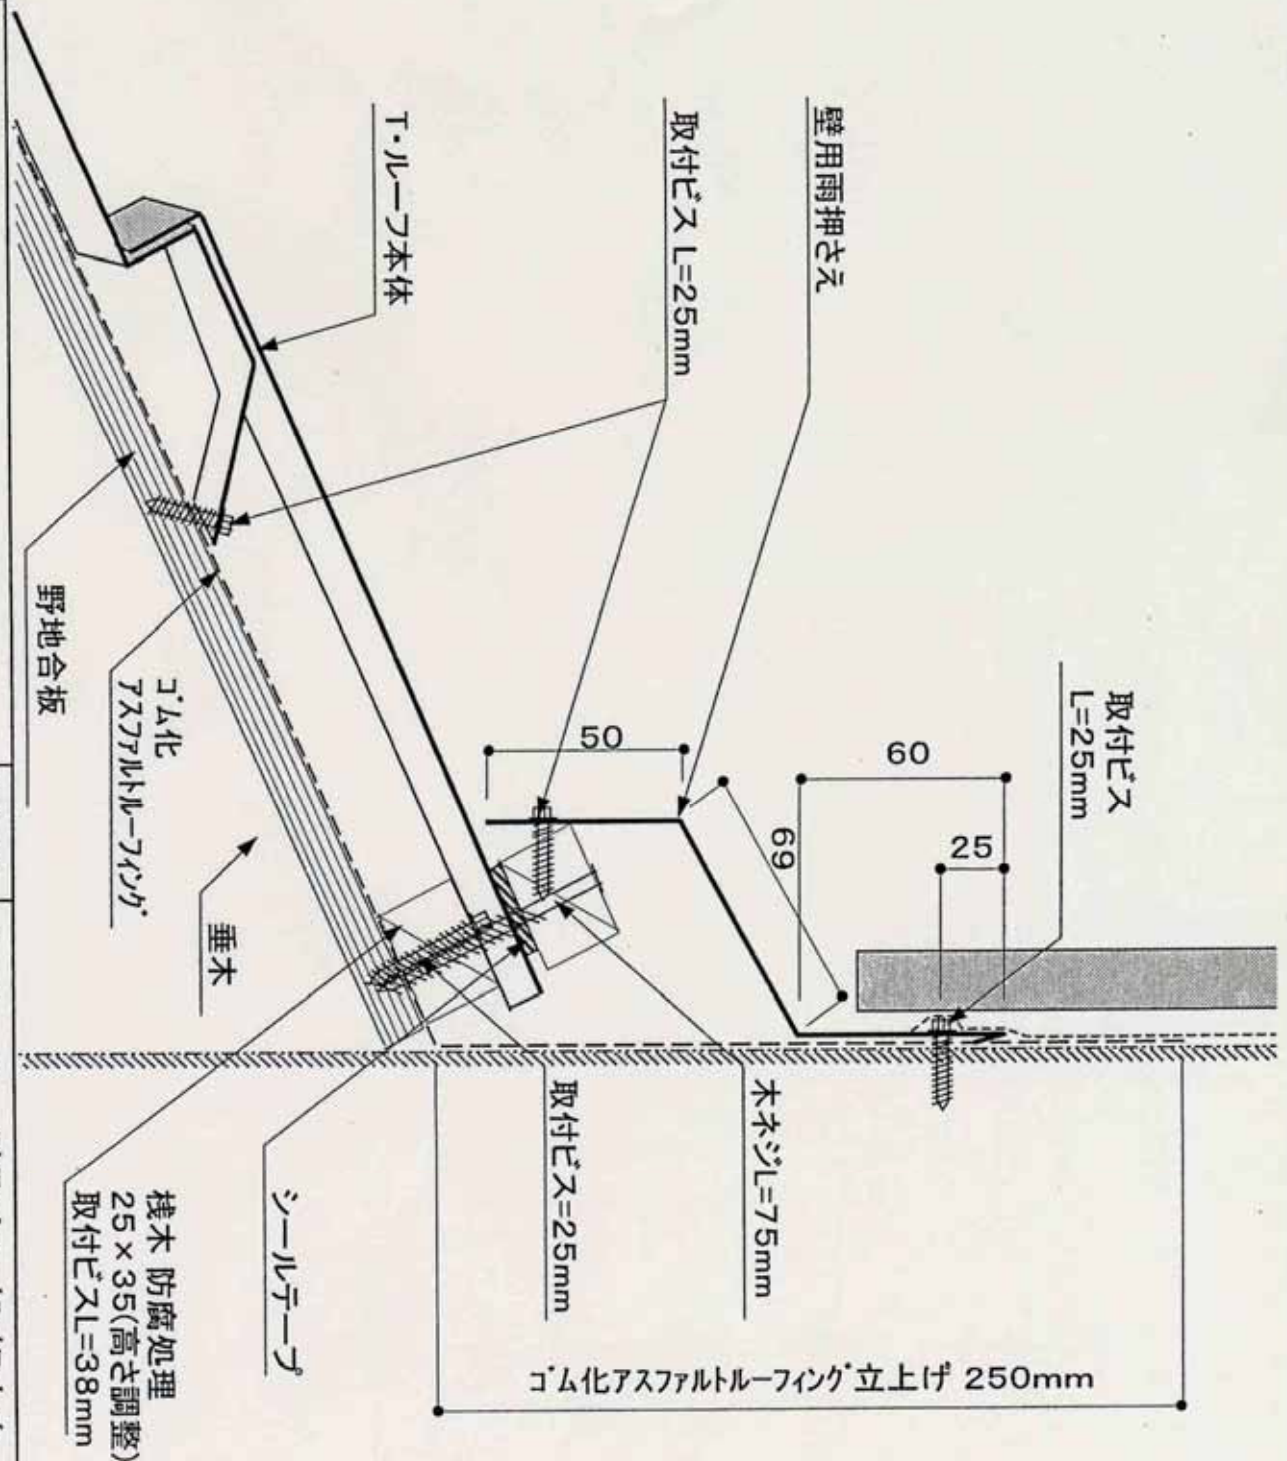 壁用雨押さえ
取付ビス L=25mm
T・ルーフ本体
取付ビス
L=25mm
50
60
69
25
野地合板
ゴム化
アスファルトルーフィング
垂木
木ネジL=75mm
取付ビス=25mm
シールテープ
桟木 防腐処理
25×35(高さ調整)
取付ビスL=38mm
ゴム化アスファルトルーフィング立上げ 250mm